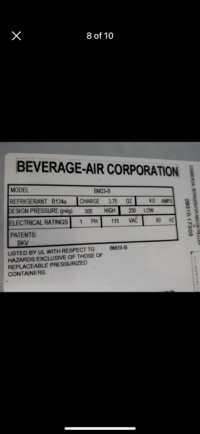 8 of 10
BEVERAGE-AIR CORPORATION
MODEL BM23-B
REFRIGERANT R134a CHARGE 3.75 OZ 4.0 AMPS
DESIGN PRESSURE (psig) 300 HIGH 200 LOW
ELECTRICAL RATINGS 1 PH 115 VAC 60 HZ
PATENTS:
BKV BM23-B
LISTED BY UL WITH RESPECT TO
HAZARDS EXCLUSIVE OF THOSE OF
REPLACEABLE PRESSURIZED
CONTAINERS.